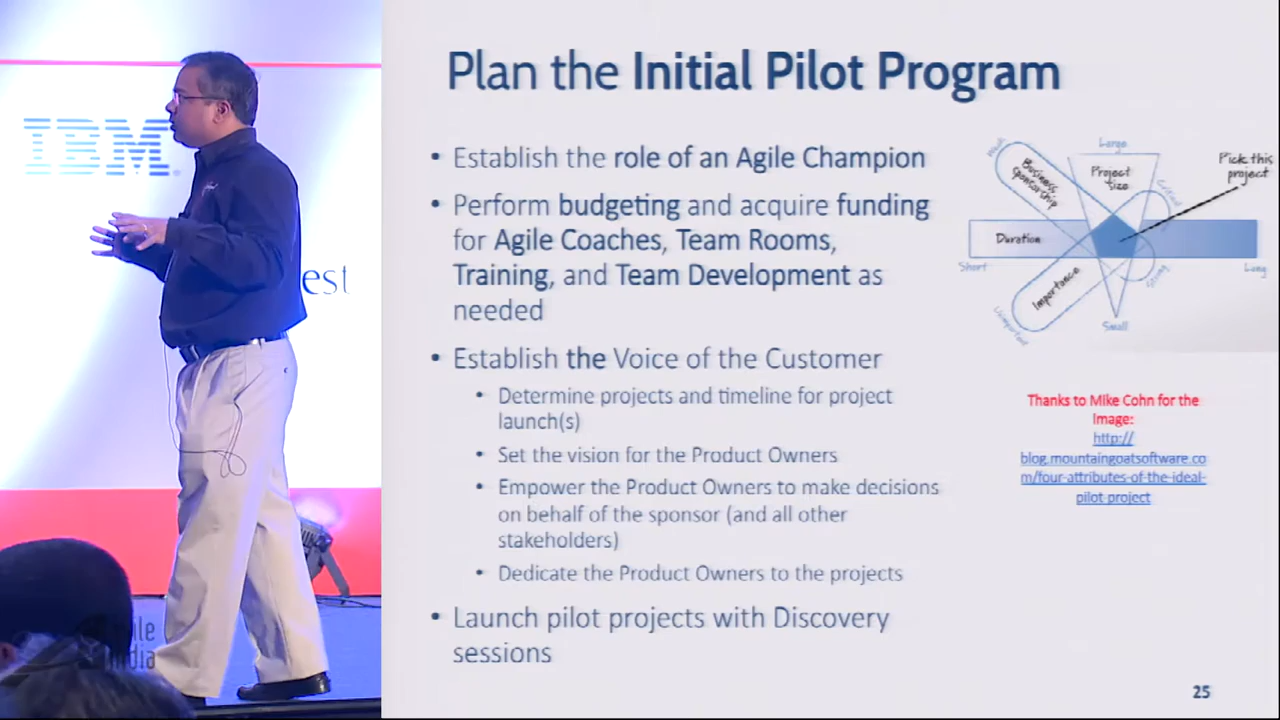 IBM
est
Plan the Initial Pilot Program
• Establish the role of an Agile Champion
• Perform budgeting and acquire funding
for Agile Coaches, Team Rooms,
Training, and Team Development as
needed
• Establish the Voice of the Customer
• Determine projects and timeline for project
launch(s)
• Set the vision for the Product Owners
• Empower the Product Owners to make decisions
on behalf of the sponsor (and all other
stakeholders)
• Dedicate the Product Owners to the projects
• Launch pilot projects with Discovery
sessions
Large
Project
size
Pick this
project
Business
sponsorship
Duration
Short
Long
Importance
Small
Strong
Unimportant
Thanks to Mike Cohn for the
Image:
http://
blog.mountaingoatsoftware.co
m/four-attributes-of-the-ideal-
pilot-project
India
25